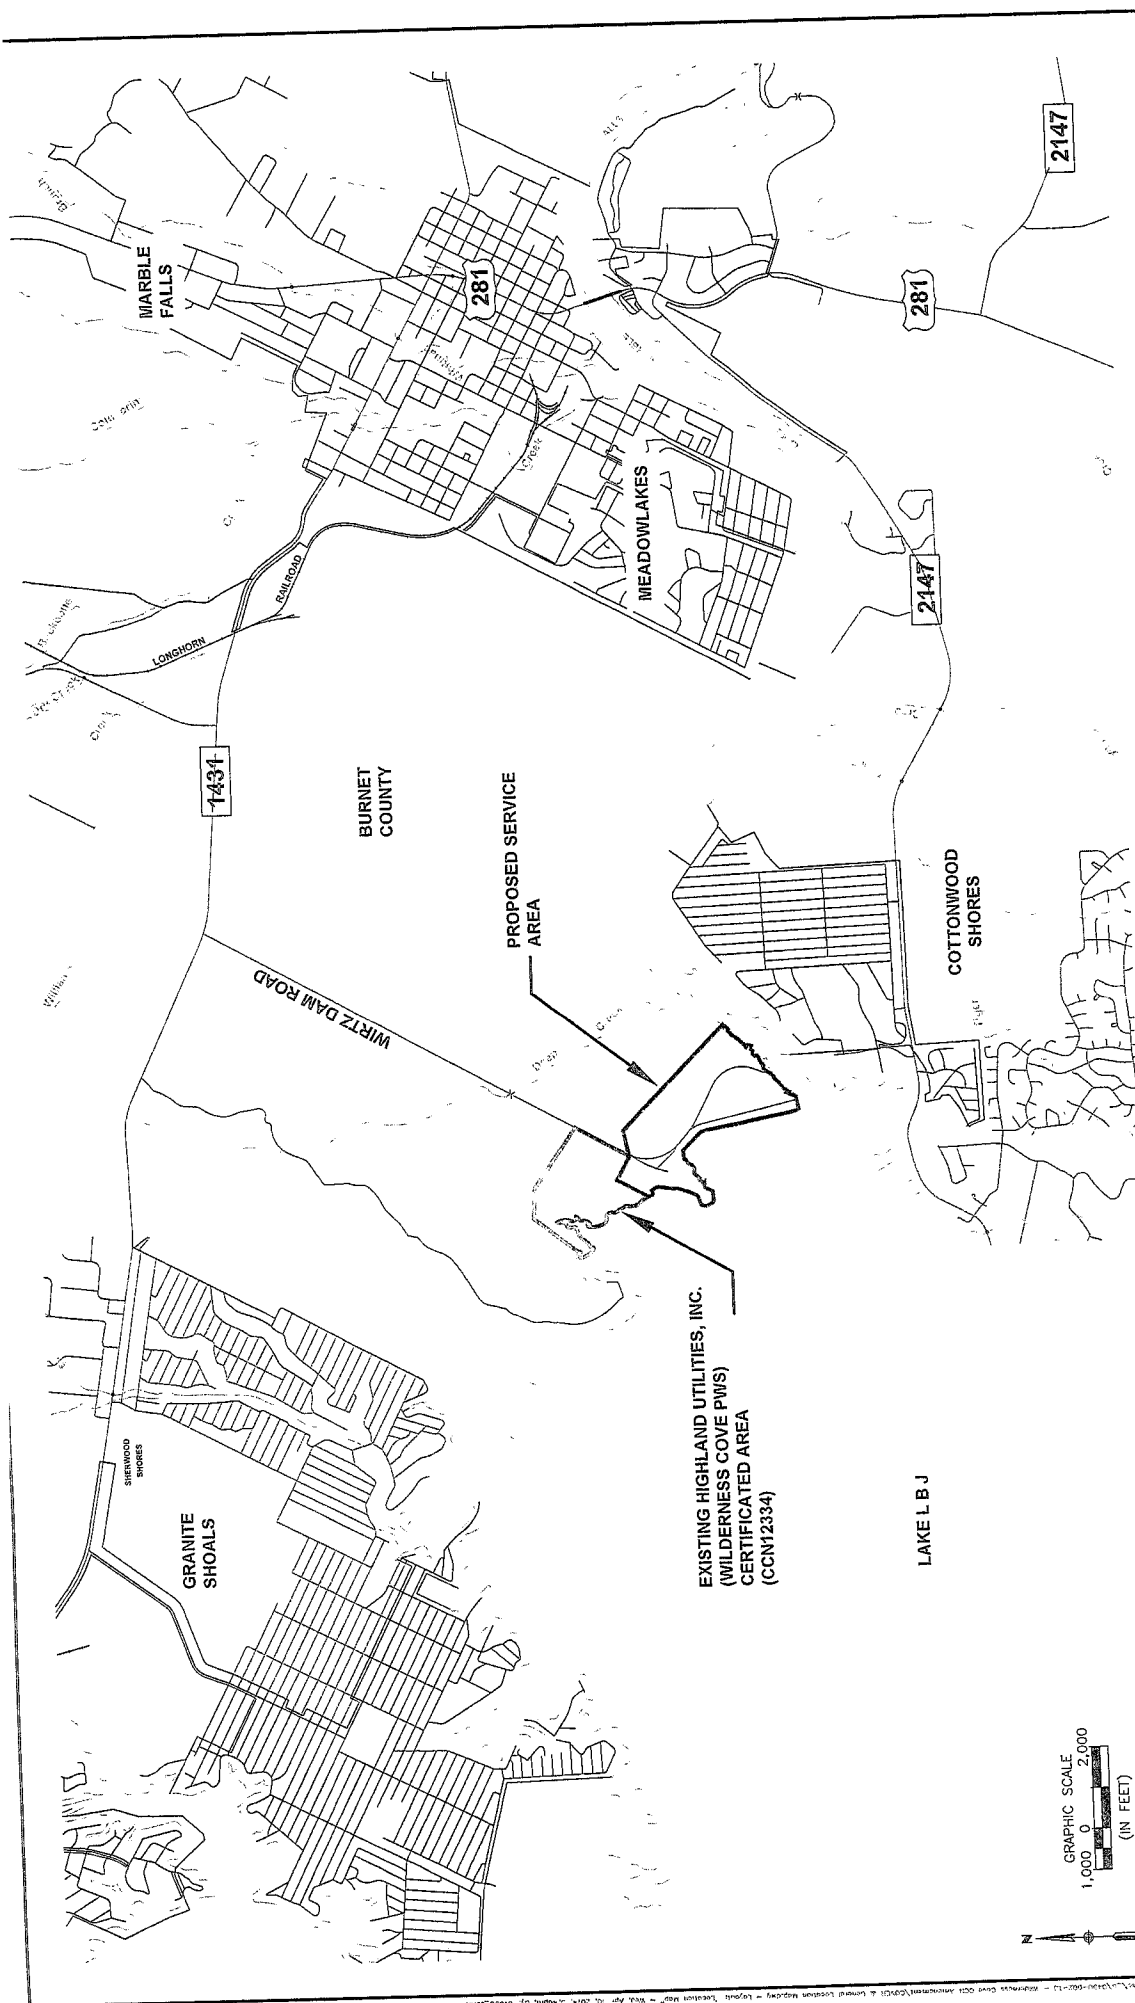 MARBLE
FALLS
281
281
2147
2147
1431
LONGHORN
RAILROAD
MEADOWLAKES
BURNET
COUNTY
WIRTZ DAM ROAD
PROPOSED SERVICE
AREA
COTTONWOOD
SHORES
Creek
SHERWOOD
SHORES
GRANITE
SHOALS
EXISTING HIGHLAND UTILITIES, INC.
(WILDERNESS COVE PWS)
CERTIFICATED AREA
(CCN12334)
LAKE L B J
GRAPHIC SCALE
1,000 0 2,000
(IN FEET)
N